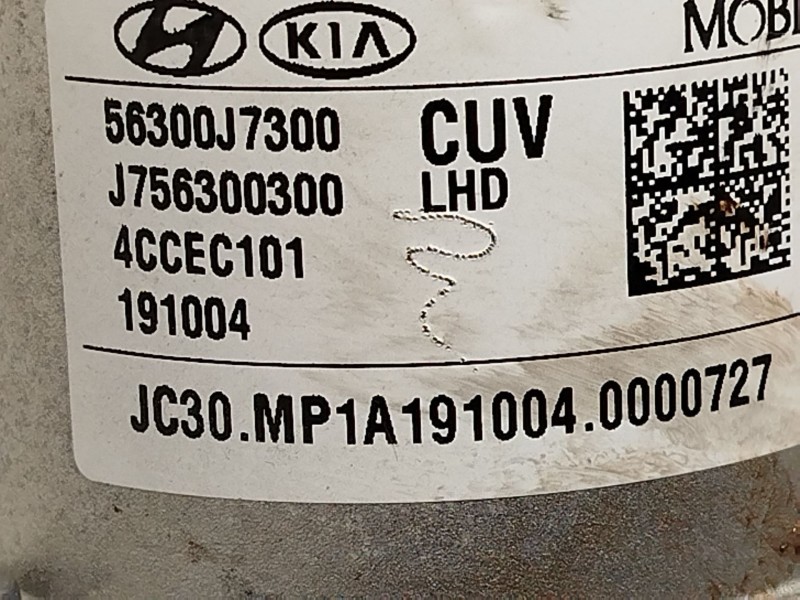 KIA MOBI
56300J7300 CUV
J756300300 LHD
4CCEC101
191004
JC30.MP1A191004.0000727